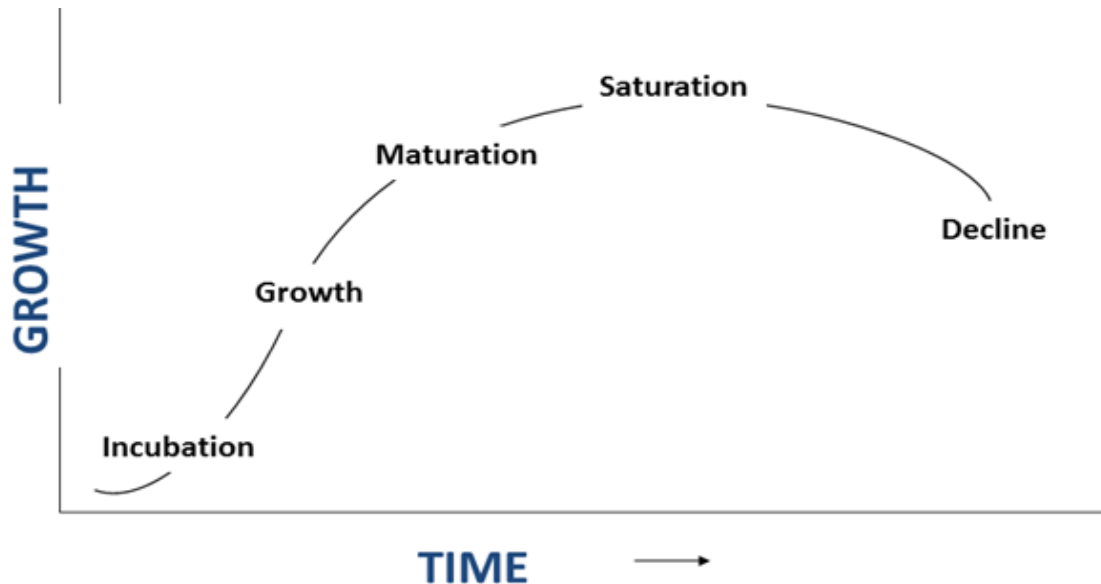 Saturation
Maturation
Decline
Growth
Incubation
GROWTH
TIME